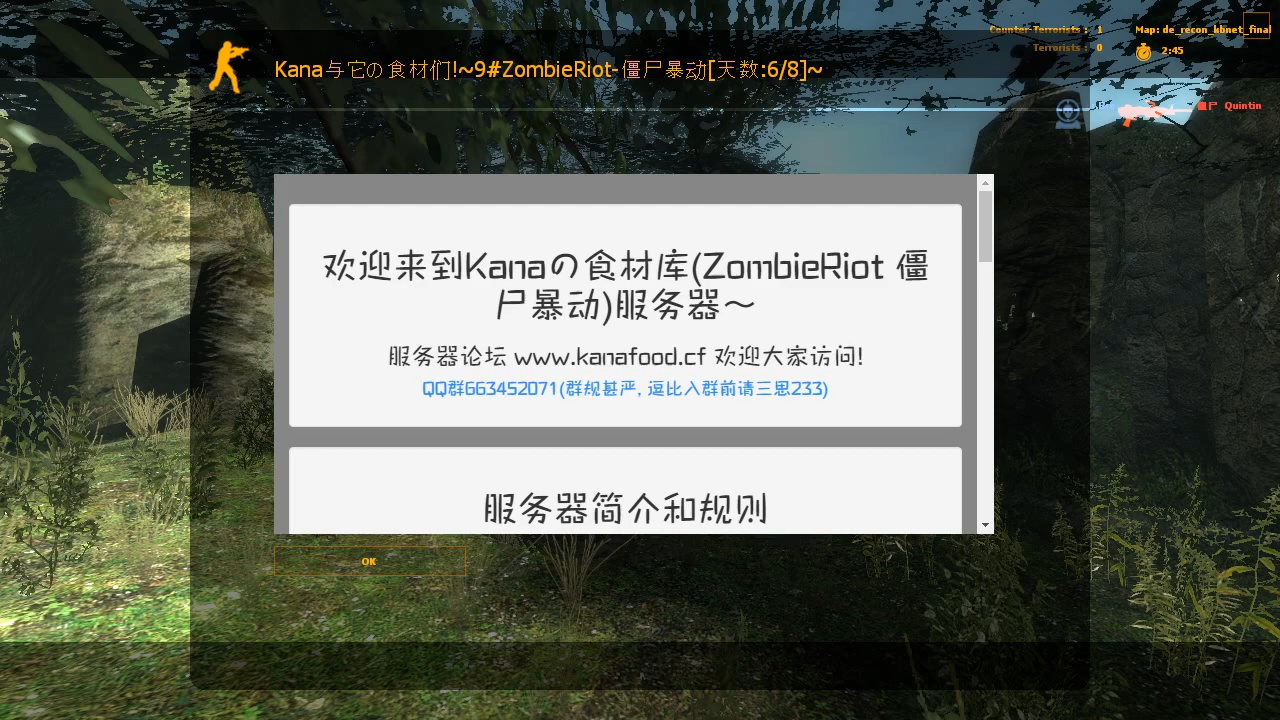 Counter-Terrorists : 1
Map: de_recon_kbnet_final
Terrorists : 0
2:45
Kana与它の食材们!~9#ZombieRiot-僵尸暴动[天数:6/8]~
僵尸 Quintin
欢迎来到Kanaの食材库(ZombieRiot 僵
尸暴动)服务器～
服务器论坛 www.kanafood.cf 欢迎大家访问!
QQ群663452071(群规甚严, 逗比入群前请三思233)
服务器简介和规则
OK